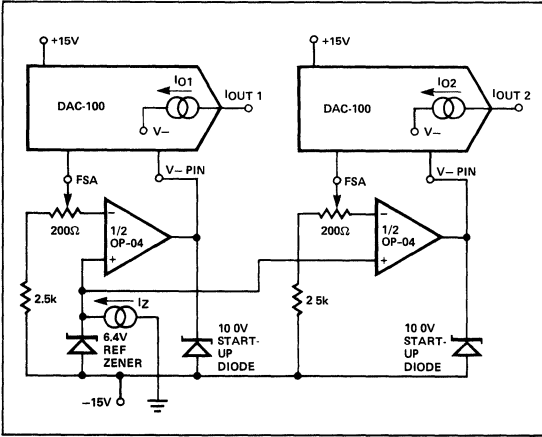 +15V
DAC-100
IO1
IOUT 1
V−
FSA
V− PIN
200Ω
1/2
OP-04
−
+
2.5k
IZ
6.4V
REF
ZENER
10 0V
START-
UP
DIODE
−15V
+15V
DAC-100
IO2
IOUT 2
V−
FSA
V− PIN
200Ω
1/2
OP-04
−
+
2 5k
10 0V
START-
UP
DIODE